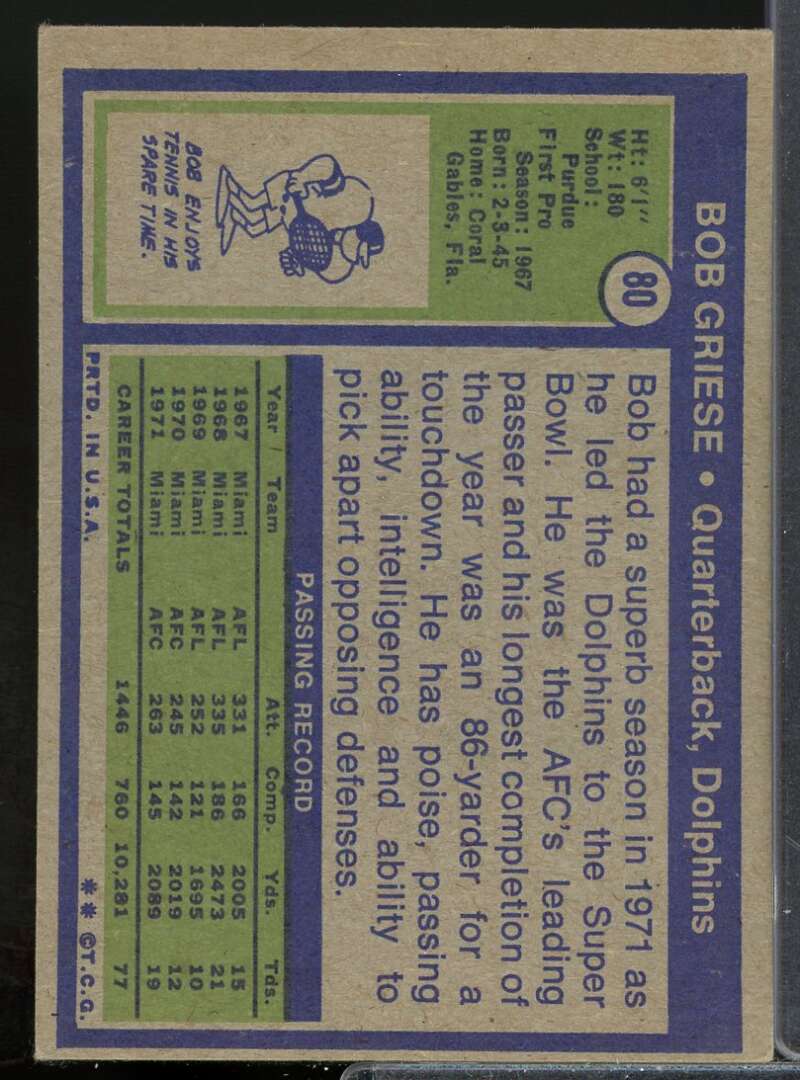 BOB GRIESE • Quarterback, Dolphins
80
Ht: 6'1"
Wt: 180
School:
Purdue
First Pro
Season: 1967
Born: 2-3-45
Home: Coral
Gables, Fla.
BOB ENJOYS
TENNIS IN HIS
SPARE TIME.
Bob had a superb season in 1971 as
he led the Dolphins to the Super
Bowl. He was the AFC's leading
passer and his longest completion of
the year was an 86-yarder for a
touchdown. He has poise, passing
ability, intelligence and ability to
pick apart opposing defenses.
PASSING RECORD
Year Team Att. Comp. Yds. Tds.
1967 Miami AFL 331 166 2005 15
1968 Miami AFL 335 186 2473 21
1969 Miami AFL 252 121 1695 10
1970 Miami AFC 245 142 2019 12
1971 Miami AFC 263 145 2089 19
CAREER TOTALS 1446 760 10,281 77
PRTD. IN U.S.A. ** ©T.C.G.